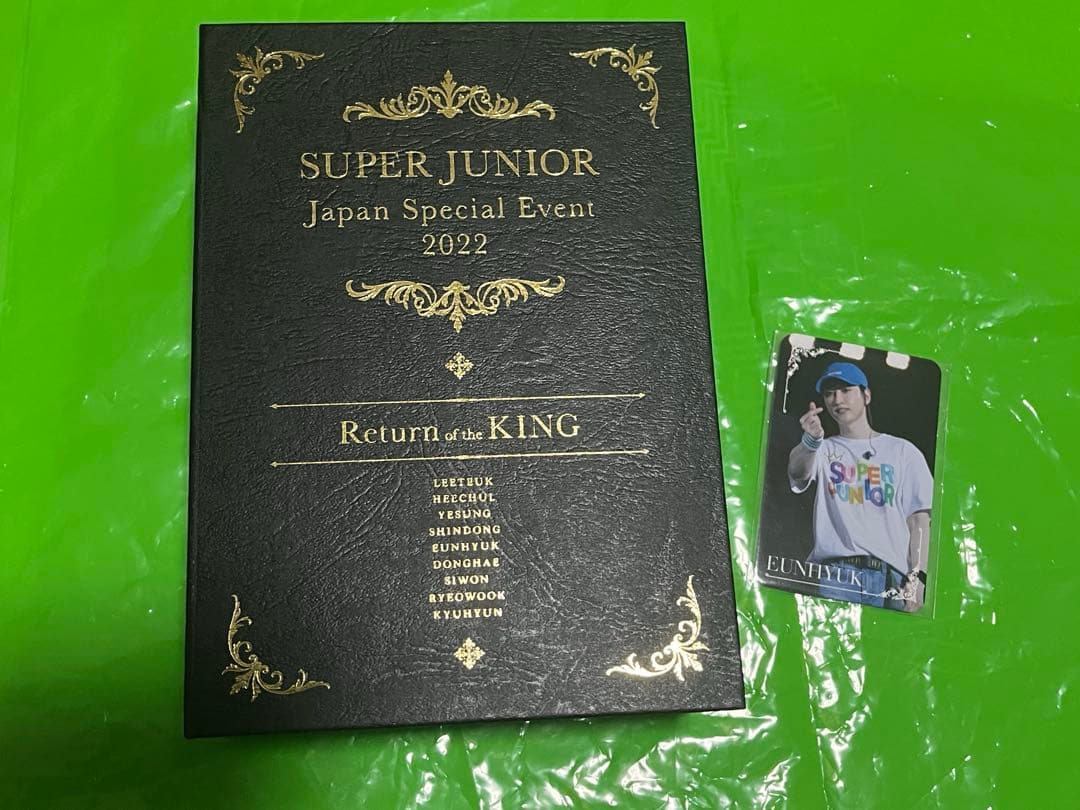 SUPER JUNIOR
Japan Special Event
2022
Return of the KING
LEETEUK
HEECHUL
YESUNG
SHINDONG
EUNHYUK
DONGHAE
SIWON
RYEOWOOK
KYUHYUN
SUPER
JUNIOR
EUNHYUK